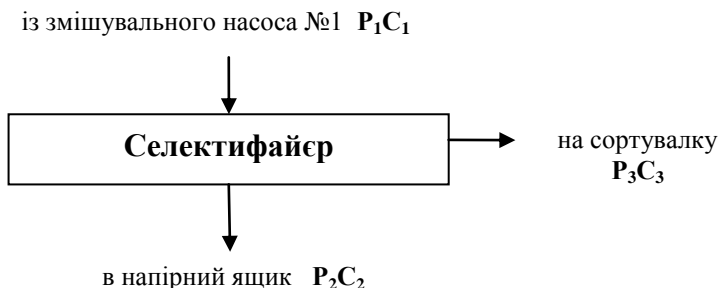 із змішувального насоса №1 P₁C₁
Селектифайєр
на сортувалку
P₃C₃
в напірний ящик P₂C₂